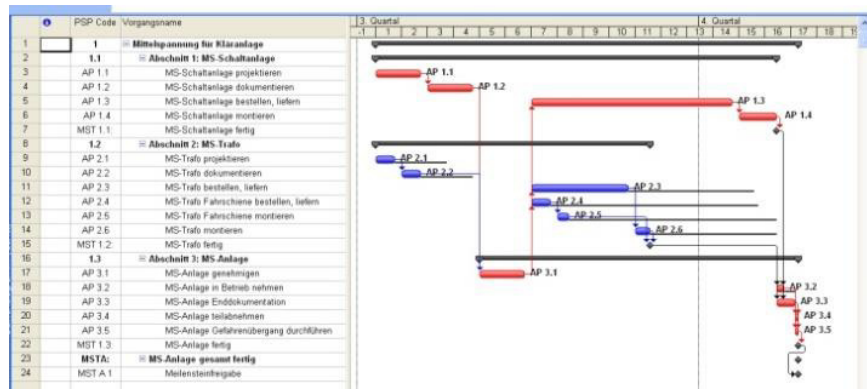 PSP Code Vorgangsname 3. Quartal 4. Quartal
-1 1 2 3 4 5 6 7 8 9 10 11 12 13 14 15 16 17 18 19
1 1 Mittelspannung für Kläranlage
2 1.1 Abschnitt 1: MS-Schaltanlage
3 AP 1.1 MS-Schaltanlage projektieren AP 1.1
4 AP 1.2 MS-Schaltanlage dokumentieren AP 1.2
5 AP 1.3 MS-Schaltanlage bestellen, liefern AP 1.3
6 AP 1.4 MS-Schaltanlage montieren AP 1.4
7 MST 1.1: MS-Schaltanlage fertig
8 1.2 Abschnitt 2: MS-Trafo
9 AP 2.1 MS-Trafo projektieren AP 2.1
10 AP 2.2 MS-Trafo dokumentieren AP 2.2
11 AP 2.3 MS-Trafo bestellen, liefern AP 2.3
12 AP 2.4 MS-Trafo Fahrschiene bestellen, liefern AP 2.4
13 AP 2.5 MS-Trafo Fahrschiene montieren AP 2.5
14 AP 2.6 MS-Trafo montieren AP 2.6
15 MST 1.2: MS-Trafo fertig
16 1.3 Abschnitt 3: MS-Anlage
17 AP 3.1 MS-Anlage genehmigen AP 3.1
18 AP 3.2 MS-Anlage in Betrieb nehmen AP 3.2
19 AP 3.3 MS-Anlage Enddokumentation AP 3.3
20 AP 3.4 MS-Anlage teilabnehmen AP 3.4
21 AP 3.5 MS-Anlage Gefahrenübergang durchführen AP 3.5
22 MST 1.3: MS-Anlage fertig
23 MSTA: MS-Anlage gesamt fertig
24 MST A.1 Meilensteinfreigabe